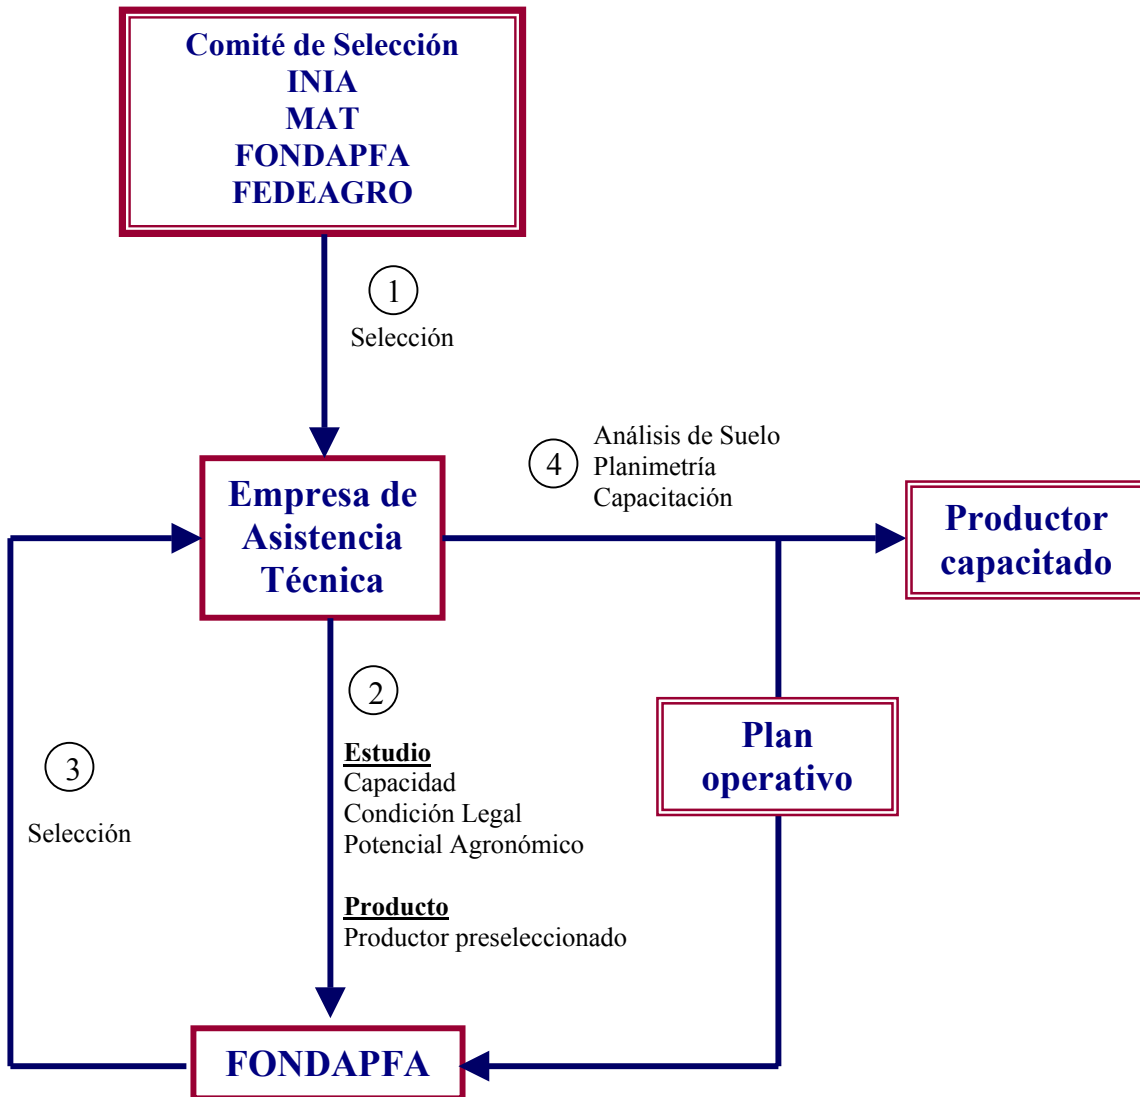 Comité de Selección
INIA
MAT
FONDAPFA
FEDEAGRO
1
Selección
4
Análisis de Suelo
Planimetría
Capacitación
Empresa de
Asistencia
Técnica
Productor
capacitado
2
Estudio
Capacidad
Condición Legal
Potencial Agronómico
Producto
Productor preseleccionado
3
Selección
Plan
operativo
FONDAPFA